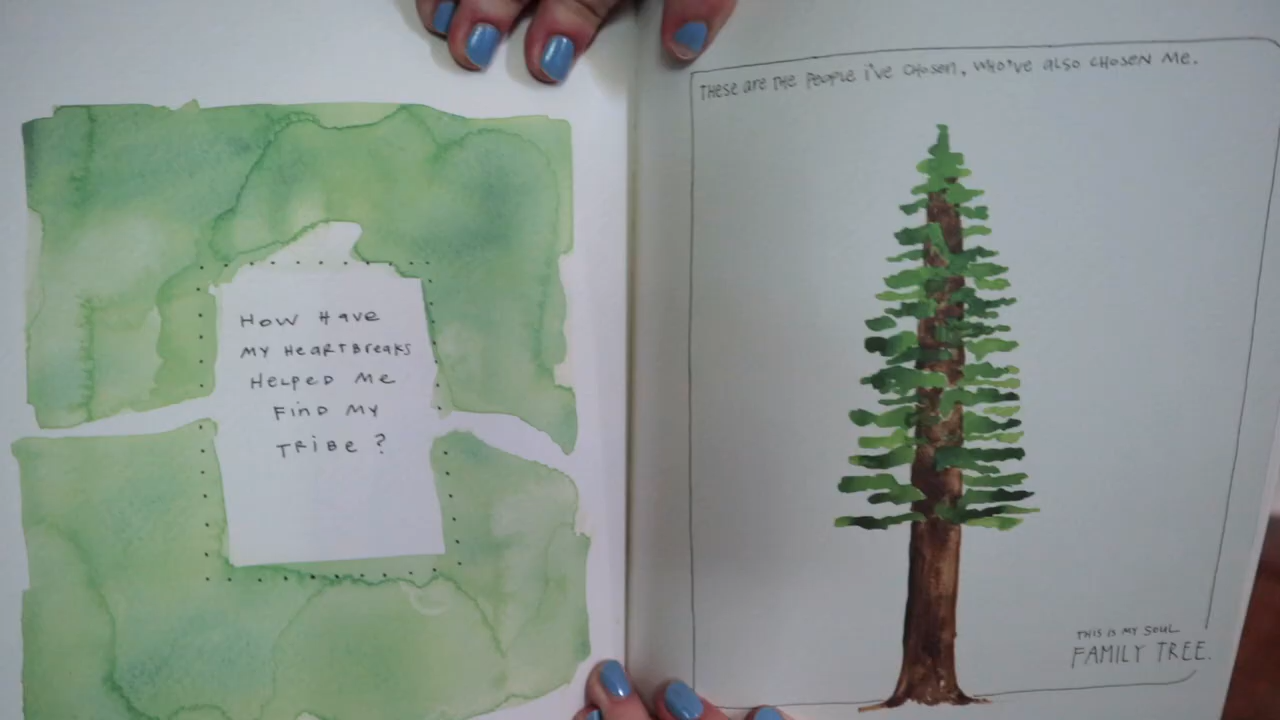 HOW HAVE
MY HEARTBREAKS
HELPED ME
FIND MY
TRIBE?
THESE ARE THE PEOPLE I'VE CHOSEN, WHO'VE ALSO CHOSEN ME.
THIS IS MY SOUL
FAMILY TREE.